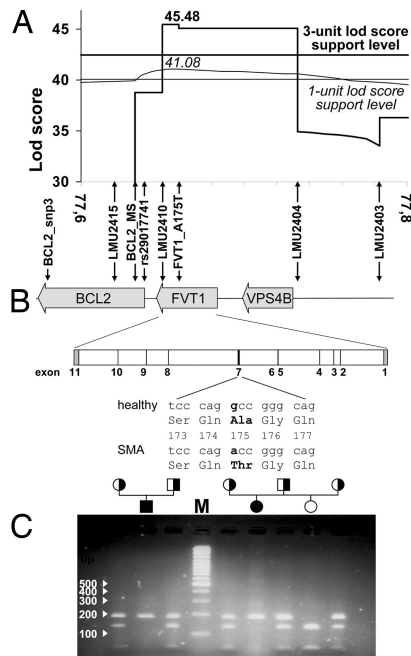 A
45.48
3-unit lod score
support level
41.08
1-unit lod score
support level
Lod score
45
40
35
30
77,6
77,8
BCL2_snp3
LMU2415
BCL2_MS
rs29017741
LMU2410
FVT1_A175T
LMU2404
LMU2403
B
BCL2
FVT1
VPS4B
exon 11 10 9 8 7 6 5 4 3 2 1
healthy tcc cag gcc ggg cag
Ser Gln Ala Gly Gln
173 174 175 176 177
SMA tcc cag acc ggg cag
Ser Gln Thr Gly Gln
C
M
bp
500
400
300
200
100